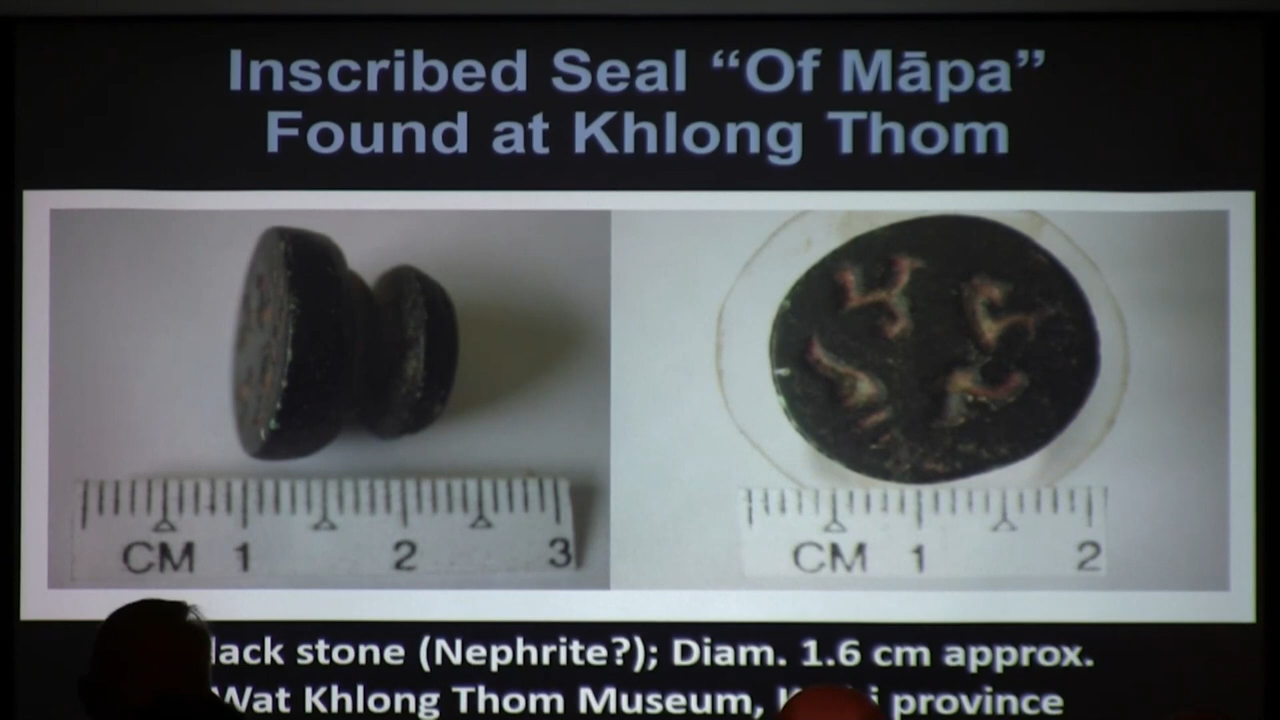 Inscribed Seal “Of Māpa”
Found at Khlong Thom
CM 1 2 3
CM 1 2
stone (Nephrite?); Diam. 1.6 cm approx.
Wat Khlong Thom Museum, province